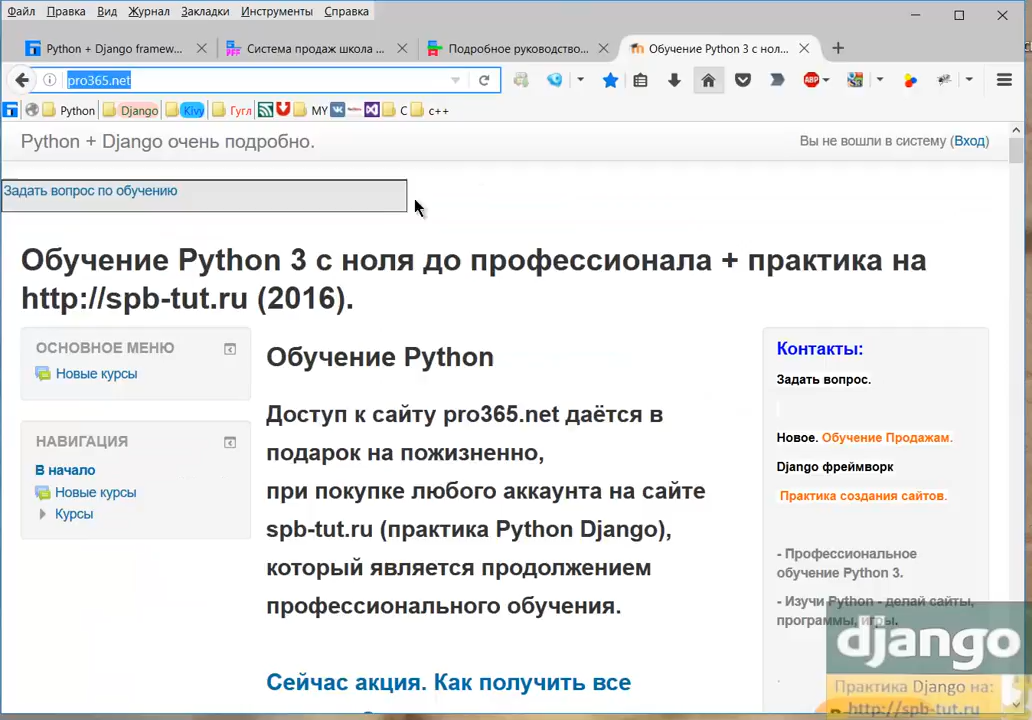 Файл Правка Вид Журнал Закладки Инструменты Справка
Python + Django framew... Система продаж школа ... Подробное руководство... Обучение Python 3 с нол...
pro365.net
ABP
Python Django Kivy Гугл MY C c++
Python + Django очень подробно.
Вы не вошли в систему (Вход)
Задать вопрос по обучению
Обучение Python 3 с ноля до профессионала + практика на
http://spb-tut.ru (2016).
ОСНОВНОЕ МЕНЮ
Новые курсы
НАВИГАЦИЯ
В начало
Новые курсы
Курсы
Обучение Python
Доступ к сайту pro365.net даётся в
подарок на пожизненно,
при покупке любого аккаунта на сайте
spb-tut.ru (практика Python Django),
который является продолжением
профессионального обучения.
Сейчас акция. Как получить все
Контакты:
Задать вопрос.
Новое. Обучение Продажам.
Django фреймворк
Практика создания сайтов.
- Профессиональное
обучение Python 3.
- Изучи Python - делай сайты,
программы, игры.
django
Практика Django на:
http://spb-tut.ru